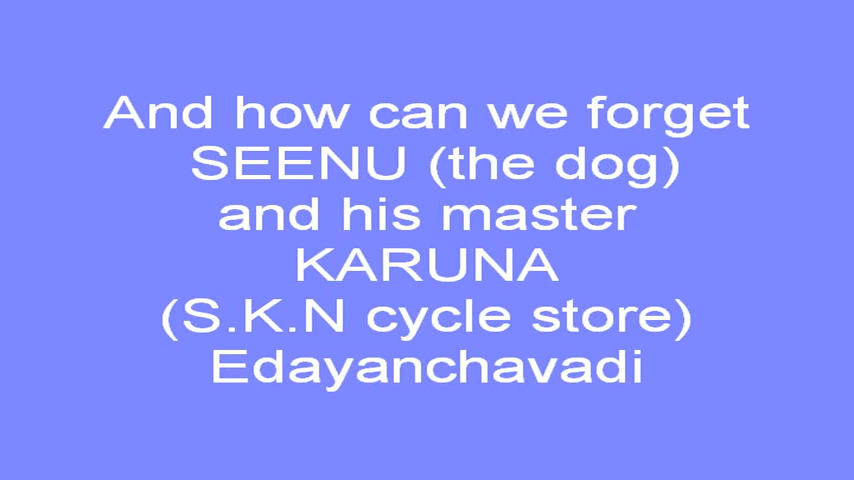 And how can we forget
SEENU (the dog)
and his master
KARUNA
(S.K.N cycle store)
Edayanchavadi